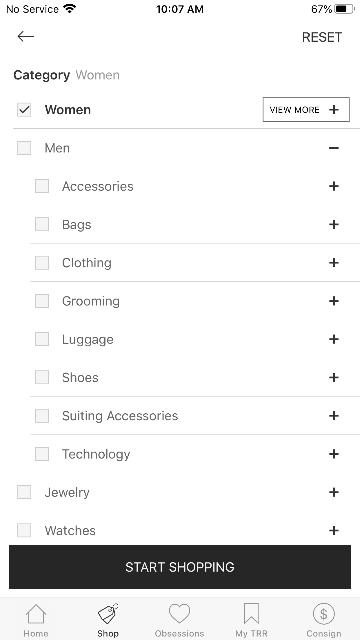 No Service 10:07 AM 67%
RESET
Category Women
Women VIEW MORE +
Men −
Accessories +
Bags +
Clothing +
Grooming +
Luggage +
Shoes +
Suiting Accessories +
Technology +
Jewelry +
Watches +
START SHOPPING
$
Home Shop Obsessions My TRR Consign